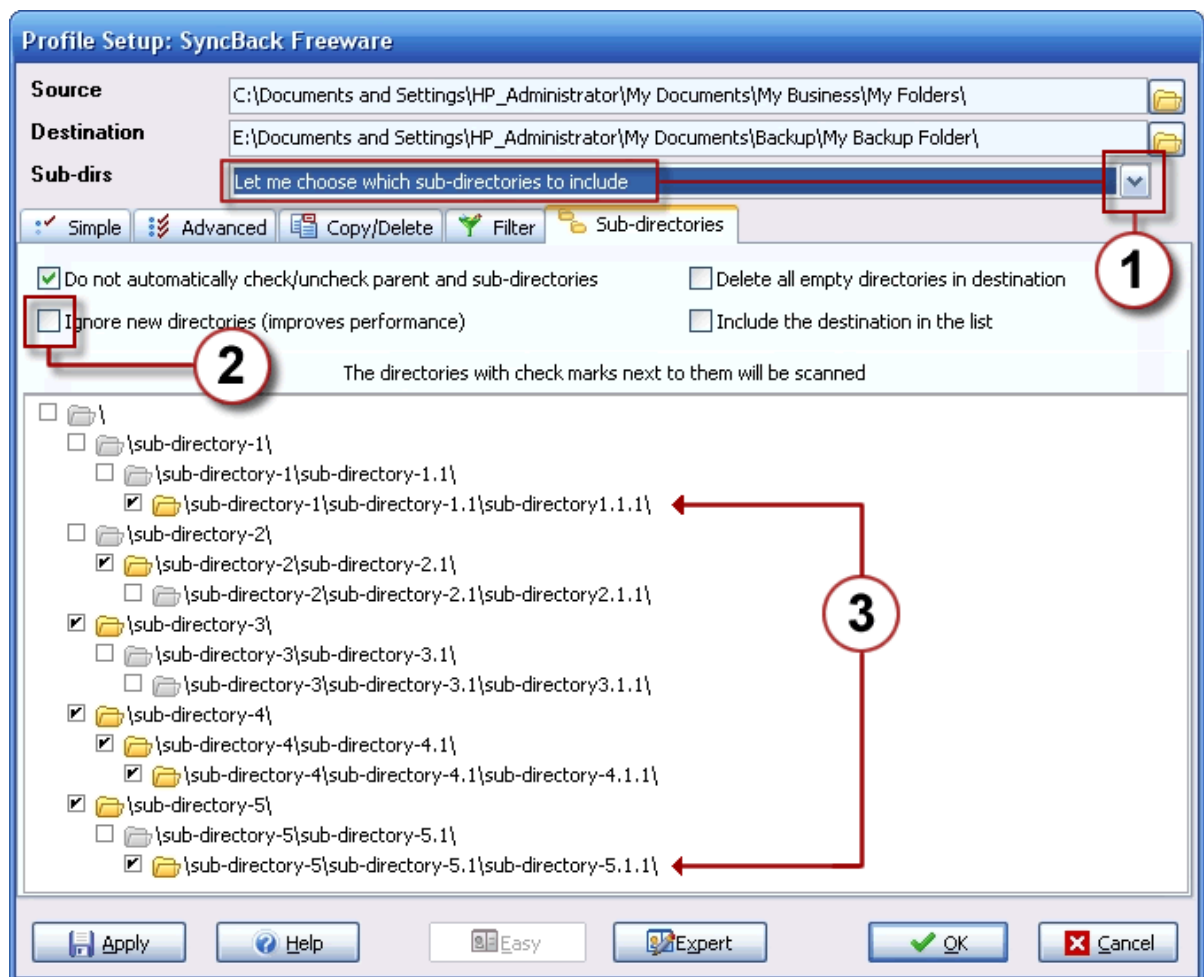 Profile Setup: SyncBack Freeware
Source C:\Documents and Settings\HP_Administrator\My Documents\My Business\My Folders\
Destination E:\Documents and Settings\HP_Administrator\My Documents\Backup\My Backup Folder\
Sub-dirs Let me choose which sub-directories to include
Simple Advanced Copy/Delete Filter Sub-directories
1
Do not automatically check/uncheck parent and sub-directories Delete all empty directories in destination
Ignore new directories (improves performance) Include the destination in the list
2
The directories with check marks next to them will be scanned
\
\sub-directory-1\
\sub-directory-1\sub-directory-1.1\
\sub-directory-1\sub-directory-1.1\sub-directory1.1.1\
\sub-directory-2\
\sub-directory-2\sub-directory-2.1\
\sub-directory-2\sub-directory-2.1\sub-directory2.1.1\
3
\sub-directory-3\
\sub-directory-3\sub-directory-3.1\
\sub-directory-3\sub-directory-3.1\sub-directory3.1.1\
\sub-directory-4\
\sub-directory-4\sub-directory-4.1\
\sub-directory-4\sub-directory-4.1\sub-directory-4.1.1\
\sub-directory-5\
\sub-directory-5\sub-directory-5.1\
\sub-directory-5\sub-directory-5.1\sub-directory-5.1.1\
Apply Help Easy Expert OK Cancel